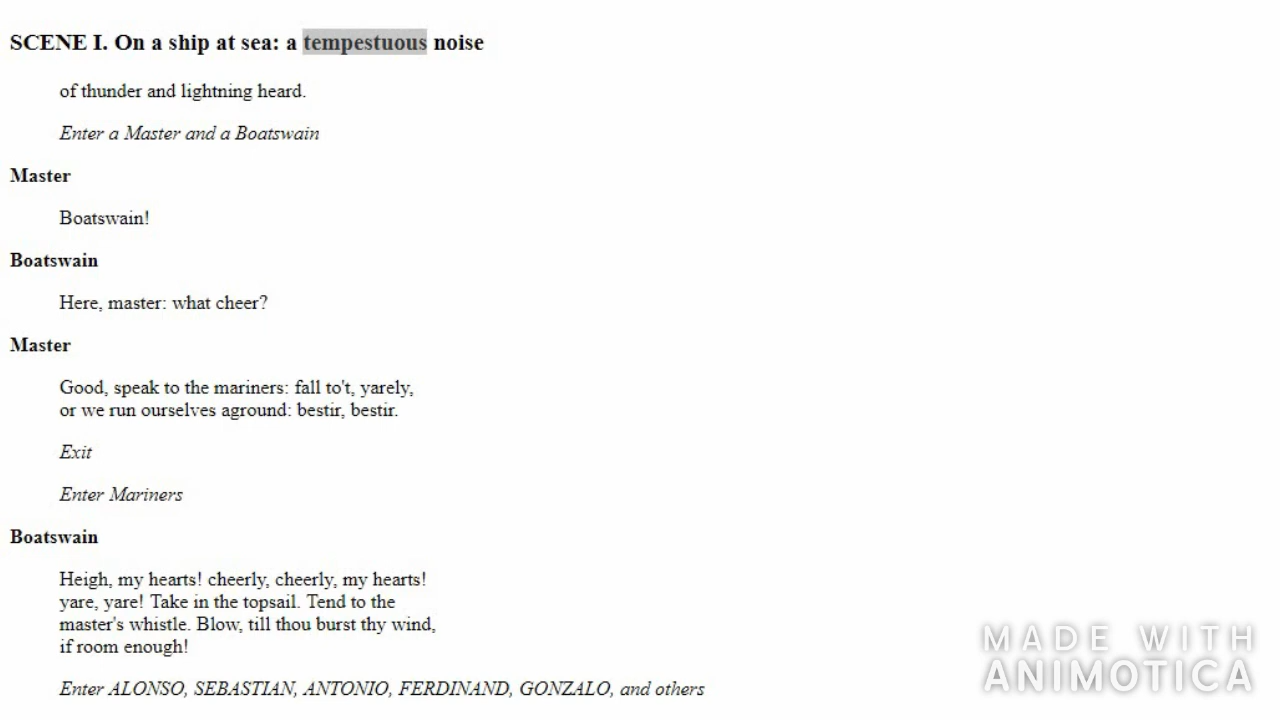 SCENE I. On a ship at sea: a tempestuous noise
of thunder and lightning heard.
Enter a Master and a Boatswain
Master
Boatswain!
Boatswain
Here, master: what cheer?
Master
Good, speak to the mariners: fall to't, yarely,
or we run ourselves aground: bestir, bestir.
Exit
Enter Mariners
Boatswain
Heigh, my hearts! cheerly, cheerly, my hearts!
yare, yare! Take in the topsail. Tend to the
master's whistle. Blow, till thou burst thy wind,
if room enough!
Enter ALONSO, SEBASTIAN, ANTONIO, FERDINAND, GONZALO, and others
MADE WITH
ANIMOTICA